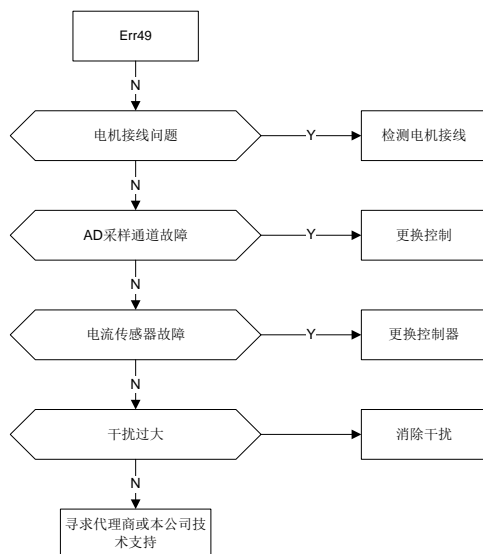 Err49
N
电机接线问题
Y
检测电机接线
N
AD采样通道故障
Y
更换控制
N
电流传感器故障
Y
更换控制器
N
干扰过大
消除干扰
N
寻求代理商或本公司技
术支持